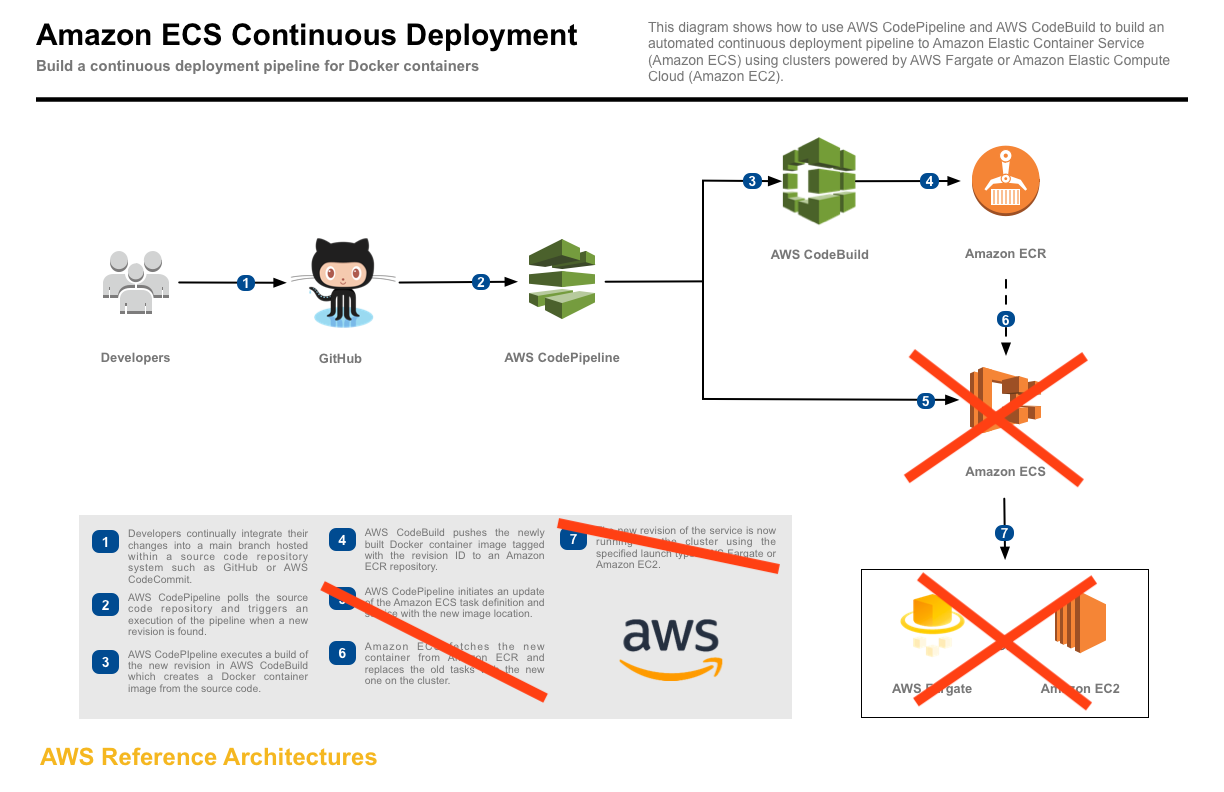 Amazon ECS Continuous Deployment
Build a continuous deployment pipeline for Docker containers
This diagram shows how to use AWS CodePipeline and AWS CodeBuild to build an
automated continuous deployment pipeline to Amazon Elastic Container Service
(Amazon ECS) using clusters powered by AWS Fargate or Amazon Elastic Compute
Cloud (Amazon EC2).
3
4
AWS CodeBuild
Amazon ECR
1
2
6
Developers
GitHub
AWS CodePipeline
5
Amazon ECS
7
AWS Fargate
Amazon EC2
1
Developers continually integrate their
changes into a main branch hosted
within a source code repository
system such as GitHub or AWS
CodeCommit.
2
AWS CodePipeline polls the source
code repository and triggers an
execution of the pipeline when a new
revision is found.
3
AWS CodePIpeline executes a build of
the new revision in AWS CodeBuild
which creates a Docker container
image from the source code.
4
AWS CodeBuild pushes the newly
built Docker container image tagged
with the revision ID to an Amazon
ECR repository.
AWS CodePipeline initiates an update
of the Amazon ECS task definition and
service with the new image location.
6
Amazon ECS fetches the new
container from Amazon ECR and
replaces the old tasks with the new
one on the cluster.
7
new revision of the service is now
running the cluster using the
specified launch type AWS Fargate or
Amazon EC2.
aws
AWS Reference Architectures